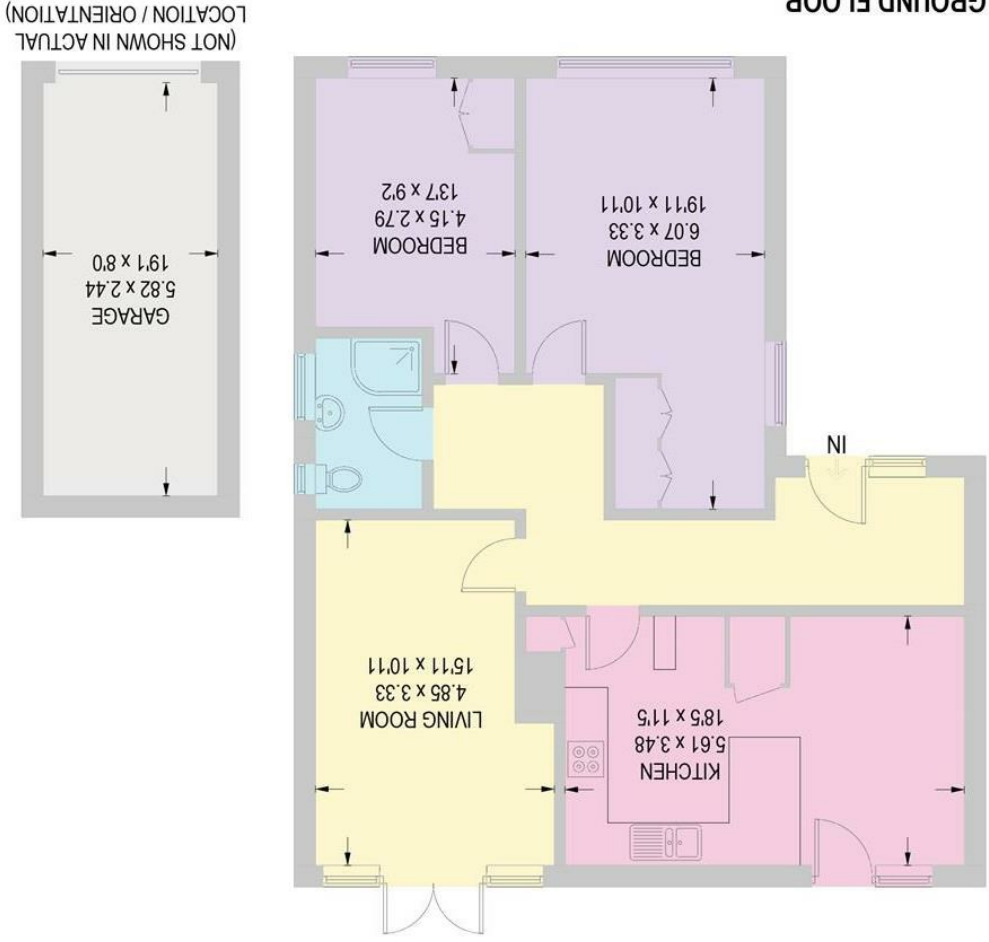 KITCHEN
5.61 x 3.48
18'5 x 11'5
LIVING ROOM
4.85 x 3.33
15'11 x 10'11
IN
BEDROOM
6.07 x 3.33
19'11 x 10'11
BEDROOM
4.15 x 2.79
13'7 x 9'2
GARAGE
5.82 x 2.44
19'1 x 8'0
(NOT SHOWN IN ACTUAL
LOCATION / ORIENTATION)
GROUND FLOOR